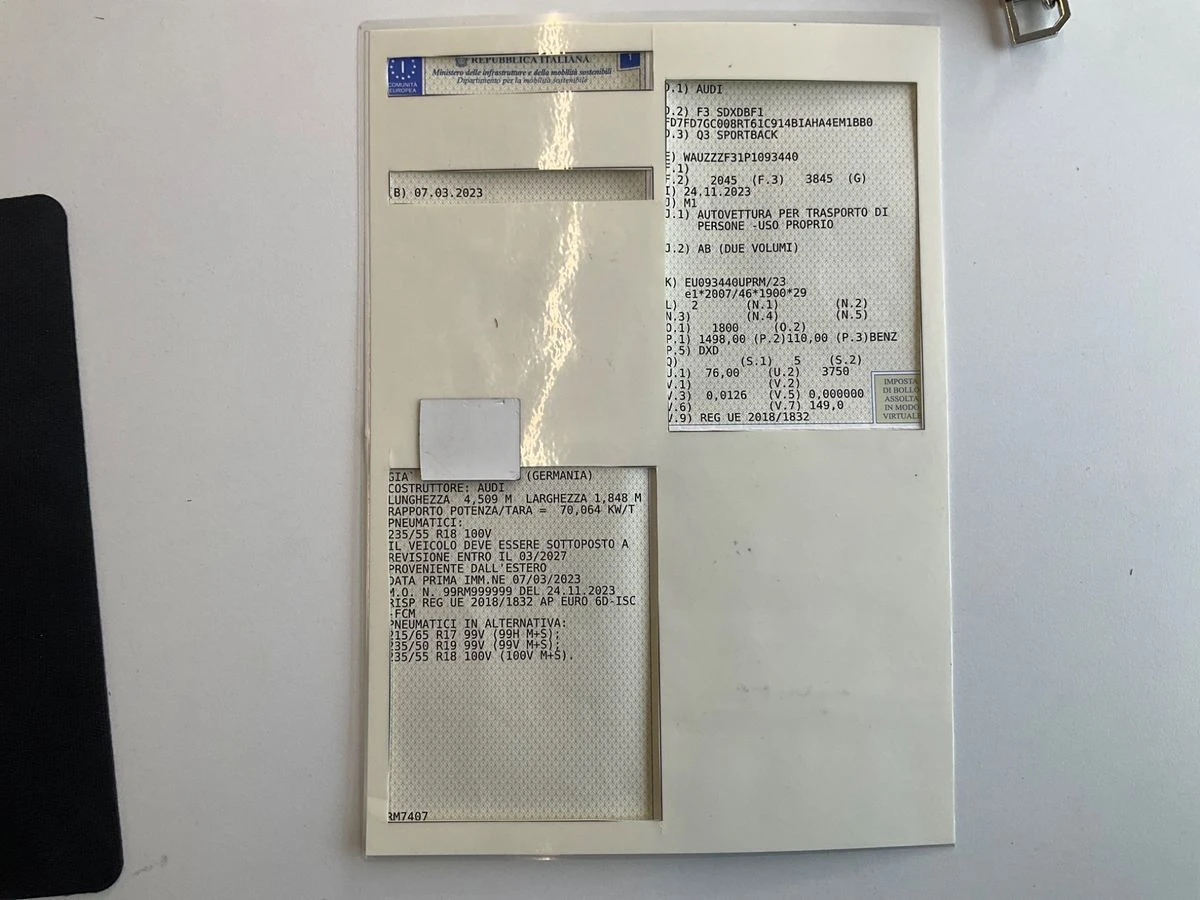 COMUNITÀ
EUROPEA
I
REPUBBLICA ITALIANA
Ministero delle infrastrutture e della mobilità sostenibili
Dipartimento per la mobilità sostenibile
(B) 07.03.2023
GIA` (GERMANIA)
COSTRUTTORE: AUDI
LUNGHEZZA 4,509 M LARGHEZZA 1,848 M
RAPPORTO POTENZA/TARA = 70,064 KW/T
PNEUMATICI:
235/55 R18 100V
IL VEICOLO DEVE ESSERE SOTTOPOSTO A
REVISIONE ENTRO IL 03/2027
PROVENIENTE DALL'ESTERO
DATA PRIMA IMM.NE 07/03/2023
M.O. N. 99RM999999 DEL 24.11.2023
RISP REG UE 2018/1832 AP EURO 6D-ISC
-FCM
PNEUMATICI IN ALTERNATIVA:
215/65 R17 99V (99H M+S);
235/50 R19 99V (99V M+S);
235/55 R18 100V (100V M+S).
RM7407
D.1) AUDI
D.2) F3 SDXDBF1
FD7FD7GC008RT6IC914BIAHA4EM1BB0
D.3) Q3 SPORTBACK
E) WAUZZZF31P1093440
F.1)
F.2) 2045 (F.3) 3845 (G)
I) 24.11.2023
J) M1
J.1) AUTOVETTURA PER TRASPORTO DI
PERSONE -USO PROPRIO
J.2) AB (DUE VOLUMI)
K) EU093440UPRM/23
e1*2007/46*1900*29
L) 2 (N.1) (N.2)
N.3) (N.4) (N.5)
O.1) 1800 (O.2)
P.1) 1498,00 (P.2)110,00 (P.3)BENZ
P.5) DXD
Q) (S.1) 5 (S.2)
U.1) 76,00 (U.2) 3750
V.1) (V.2)
V.3) 0,0126 (V.5) 0,000000
V.6) (V.7) 149,0
V.9) REG UE 2018/1832
IMPOSTA
DI BOLLO
ASSOLTA
IN MODO
VIRTUALE